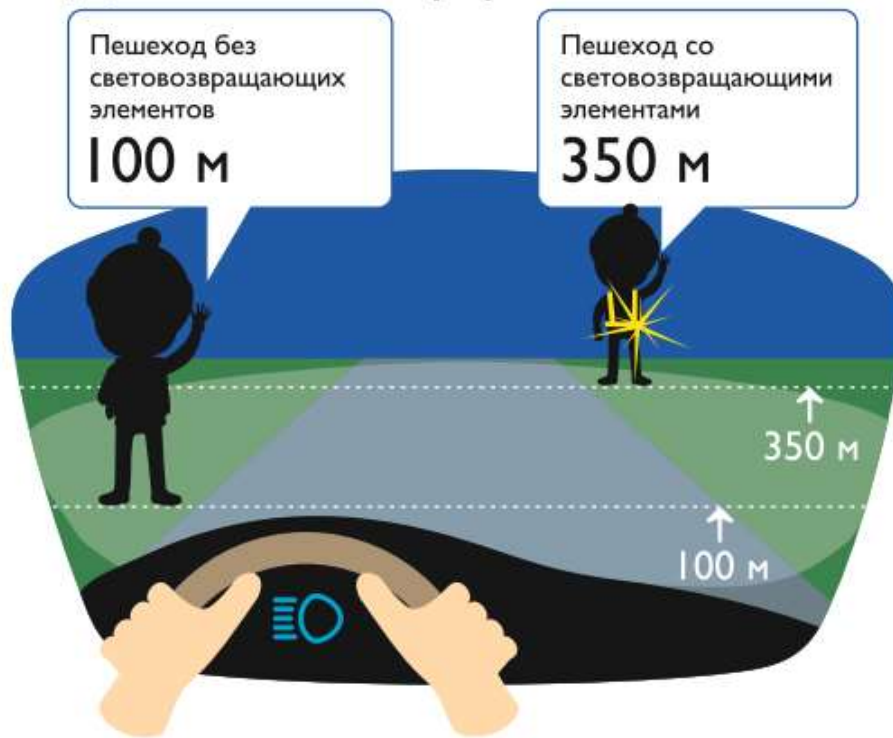 Пешеход без
световозвращающих
элементов
100 м
Пешеход со
световозвращающими
элементами
350 м
350 м
100 м